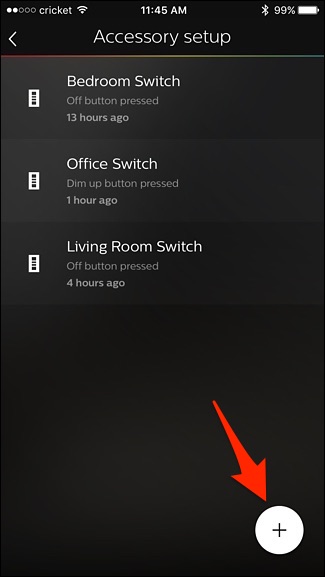 cricket 11:45 AM 99%
Accessory setup
Bedroom Switch
Off button pressed
13 hours ago
Office Switch
Dim up button pressed
1 hour ago
Living Room Switch
Off button pressed
4 hours ago